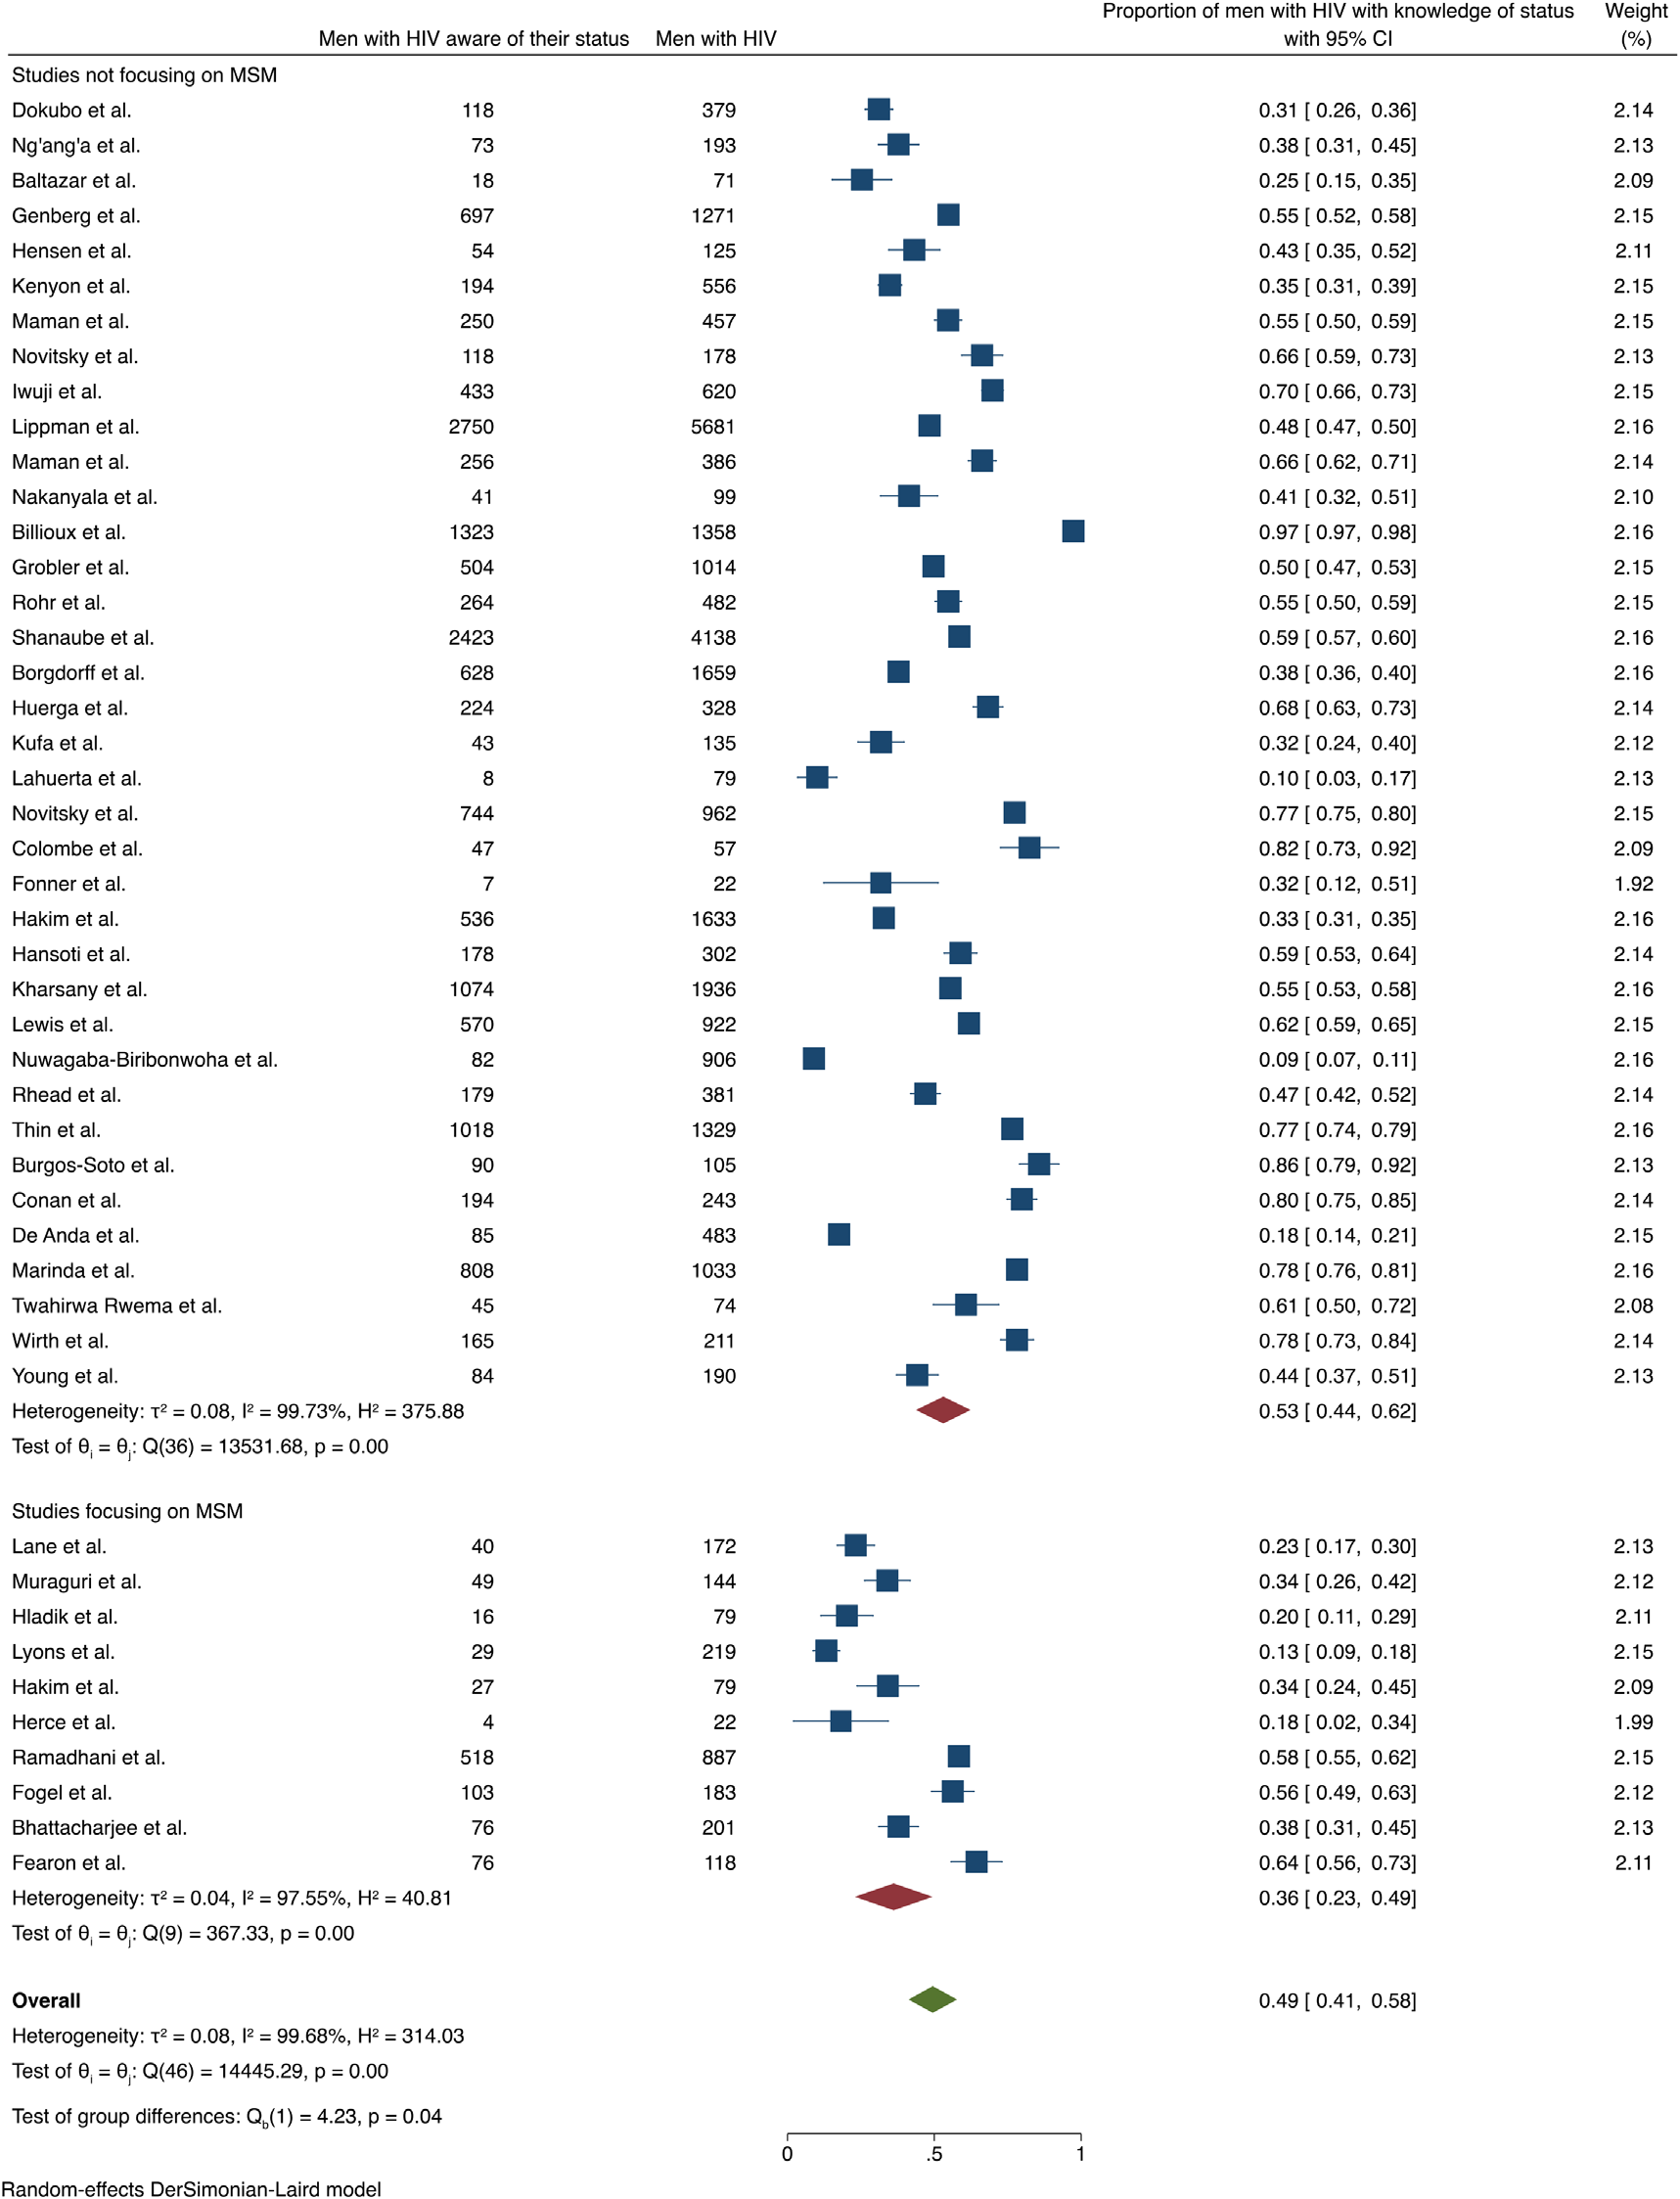 Proportion of men with HIV with knowledge of status Weight
Men with HIV aware of their status Men with HIV with 95% CI (%)
Studies not focusing on MSM
Dokubo et al. 118 379 0.31 [ 0.26, 0.36] 2.14
Ng'ang'a et al. 73 193 0.38 [ 0.31, 0.45] 2.13
Baltazar et al. 18 71 0.25 [ 0.15, 0.35] 2.09
Genberg et al. 697 1271 0.55 [ 0.52, 0.58] 2.15
Hensen et al. 54 125 0.43 [ 0.35, 0.52] 2.11
Kenyon et al. 194 556 0.35 [ 0.31, 0.39] 2.15
Maman et al. 250 457 0.55 [ 0.50, 0.59] 2.15
Novitsky et al. 118 178 0.66 [ 0.59, 0.73] 2.13
Iwuji et al. 433 620 0.70 [ 0.66, 0.73] 2.15
Lippman et al. 2750 5681 0.48 [ 0.47, 0.50] 2.16
Maman et al. 256 386 0.66 [ 0.62, 0.71] 2.14
Nakanyala et al. 41 99 0.41 [ 0.32, 0.51] 2.10
Billioux et al. 1323 1358 0.97 [ 0.97, 0.98] 2.16
Grobler et al. 504 1014 0.50 [ 0.47, 0.53] 2.15
Rohr et al. 264 482 0.55 [ 0.50, 0.59] 2.15
Shanaube et al. 2423 4138 0.59 [ 0.57, 0.60] 2.16
Borgdorff et al. 628 1659 0.38 [ 0.36, 0.40] 2.16
Huerga et al. 224 328 0.68 [ 0.63, 0.73] 2.14
Kufa et al. 43 135 0.32 [ 0.24, 0.40] 2.12
Lahuerta et al. 8 79 0.10 [ 0.03, 0.17] 2.13
Novitsky et al. 744 962 0.77 [ 0.75, 0.80] 2.15
Colombe et al. 47 57 0.82 [ 0.73, 0.92] 2.09
Fonner et al. 7 22 0.32 [ 0.12, 0.51] 1.92
Hakim et al. 536 1633 0.33 [ 0.31, 0.35] 2.16
Hansoti et al. 178 302 0.59 [ 0.53, 0.64] 2.14
Kharsany et al. 1074 1936 0.55 [ 0.53, 0.58] 2.16
Lewis et al. 570 922 0.62 [ 0.59, 0.65] 2.15
Nuwagaba-Biribonwoha et al. 82 906 0.09 [ 0.07, 0.11] 2.16
Rhead et al. 179 381 0.47 [ 0.42, 0.52] 2.14
Thin et al. 1018 1329 0.77 [ 0.74, 0.79] 2.16
Burgos-Soto et al. 90 105 0.86 [ 0.79, 0.92] 2.13
Conan et al. 194 243 0.80 [ 0.75, 0.85] 2.14
De Anda et al. 85 483 0.18 [ 0.14, 0.21] 2.15
Marinda et al. 808 1033 0.78 [ 0.76, 0.81] 2.16
Twahirwa Rwema et al. 45 74 0.61 [ 0.50, 0.72] 2.08
Wirth et al. 165 211 0.78 [ 0.73, 0.84] 2.14
Young et al. 84 190 0.44 [ 0.37, 0.51] 2.13
Heterogeneity: τ² = 0.08, I² = 99.73%, H² = 375.88 0.53 [ 0.44, 0.62]
Test of θᵢ = θⱼ: Q(36) = 13531.68, p = 0.00
Studies focusing on MSM
Lane et al. 40 172 0.23 [ 0.17, 0.30] 2.13
Muraguri et al. 49 144 0.34 [ 0.26, 0.42] 2.12
Hladik et al. 16 79 0.20 [ 0.11, 0.29] 2.11
Lyons et al. 29 219 0.13 [ 0.09, 0.18] 2.15
Hakim et al. 27 79 0.34 [ 0.24, 0.45] 2.09
Herce et al. 4 22 0.18 [ 0.02, 0.34] 1.99
Ramadhani et al. 518 887 0.58 [ 0.55, 0.62] 2.15
Fogel et al. 103 183 0.56 [ 0.49, 0.63] 2.12
Bhattacharjee et al. 76 201 0.38 [ 0.31, 0.45] 2.13
Fearon et al. 76 118 0.64 [ 0.56, 0.73] 2.11
Heterogeneity: τ² = 0.04, I² = 97.55%, H² = 40.81 0.36 [ 0.23, 0.49]
Test of θᵢ = θⱼ: Q(9) = 367.33, p = 0.00
Overall 0.49 [ 0.41, 0.58]
Heterogeneity: τ² = 0.08, I² = 99.68%, H² = 314.03
Test of θᵢ = θⱼ: Q(46) = 14445.29, p = 0.00
Test of group differences: Q_b(1) = 4.23, p = 0.04
0 .5 1
Random-effects DerSimonian-Laird model